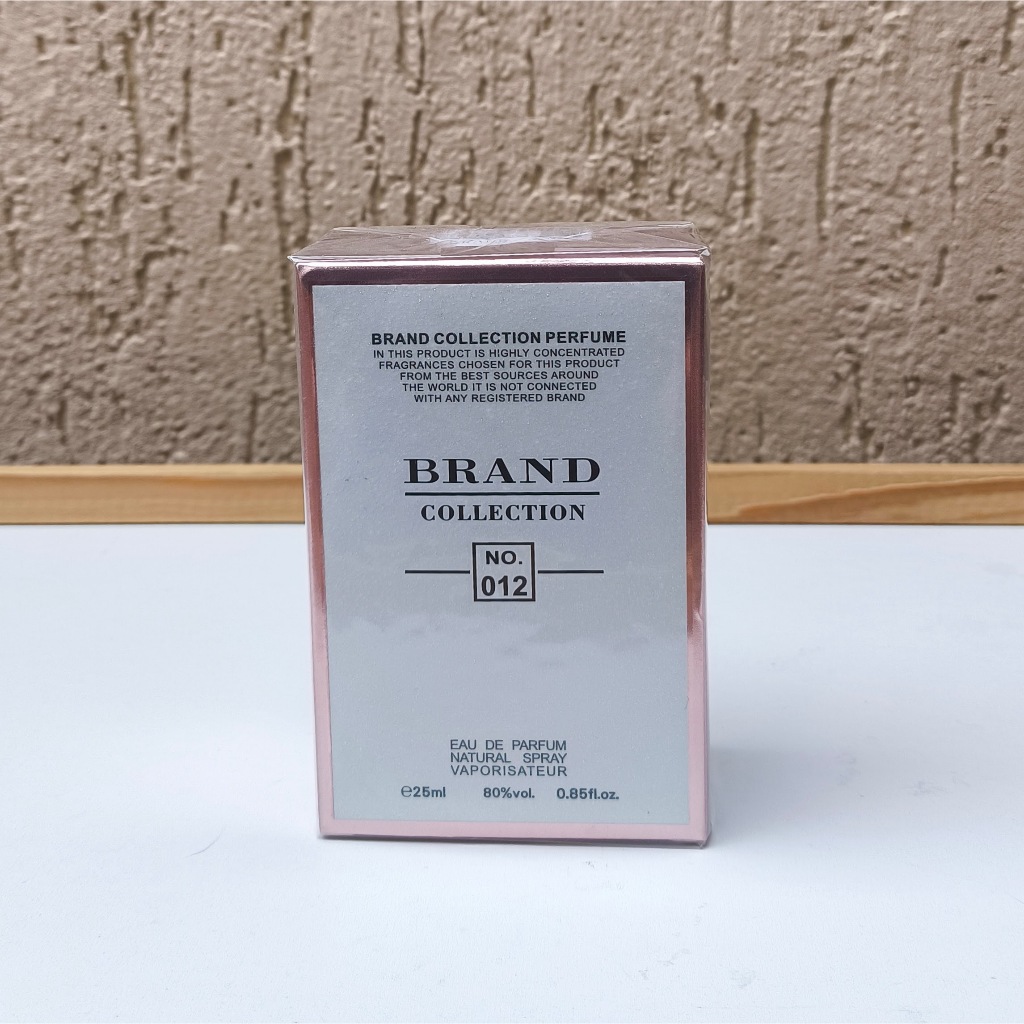 BRAND COLLECTION PERFUME
IN THIS PRODUCT IS HIGHLY CONCENTRATED
FRAGRANCES CHOSEN FOR THIS PRODUCT
FROM THE BEST SOURCES AROUND
THE WORLD IT IS NOT CONNECTED
WITH ANY REGISTERED BRAND
BRAND
COLLECTION
NO.
012
EAU DE PARFUM
NATURAL SPRAY
VAPORISATEUR
℮25ml 80%vol. 0.85fl.oz.